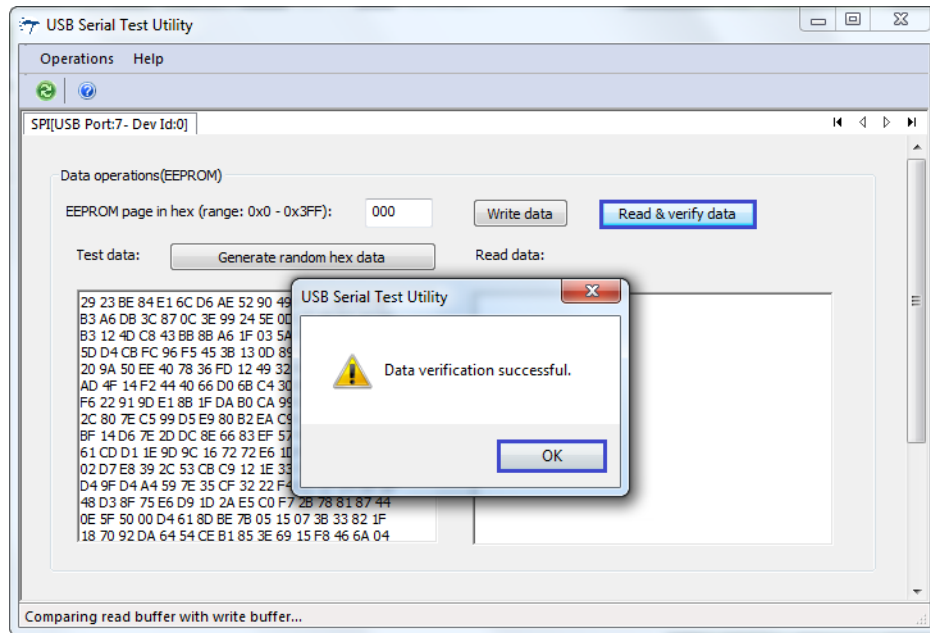 USB Serial Test Utility
Operations Help
SPI[USB Port:7- Dev Id:0]
Data operations(EEPROM)
EEPROM page in hex (range: 0x0 - 0x3FF): 000 Write data Read & verify data
Test data: Generate random hex data Read data:
USB Serial Test Utility
Data verification successful.
OK
29 23 BE 84 E1 6C D6 AE 52 90 49
B3 A6 DB 3C 87 0C 3E 99 24 5E 0D
B3 12 4D C8 43 BB 8B A6 1F 03 5A
5D D4 CB FC 96 F5 45 3B 13 0D 89
20 9A 50 EE 40 78 36 FD 12 49 32
AD 4F 14 F2 44 40 66 D0 6B C4 30
F6 22 91 9D E1 8B 1F DA B0 CA 99
2C 80 7E C5 99 D5 E9 80 B2 EA C9
BF 14 D6 7E 2D DC 8E 66 83 EF 57
61 CD D1 1E 9D 9C 16 72 72 E6 1D
02 D7 E8 39 2C 53 CB C9 12 1E 33
D4 9F D4 A4 59 7E 35 CF 32 22 F4
48 D3 8F 75 E6 D9 1D 2A E5 C0 F7 2B 78 81 87 44
0E 5F 50 00 D4 61 8D BE 7B 05 15 07 3B 33 82 1F
18 70 92 DA 64 54 CE B1 85 3E 69 15 F8 46 6A 04
Comparing read buffer with write buffer...